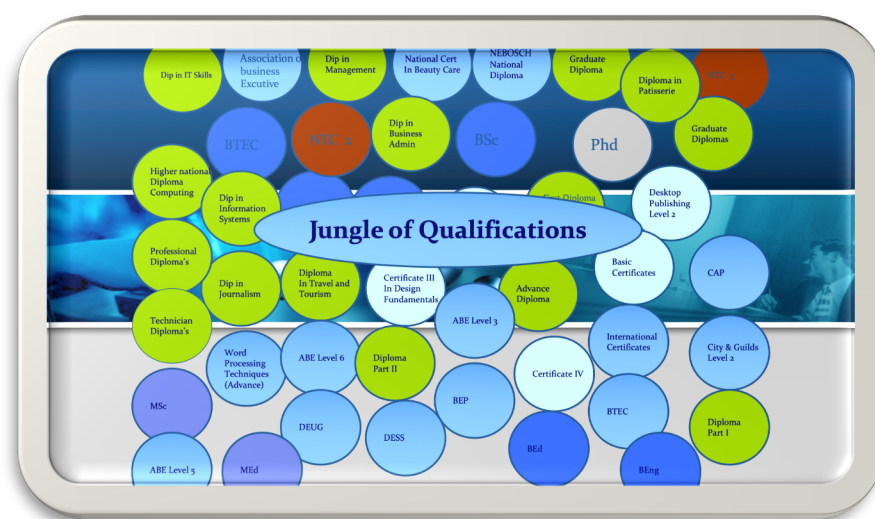 Dip in IT Skills
Association o
business
Excutive
Dip in
Management
National Cert
In Beauty Care
NEBOSCH
National
Diploma
Graduate
Diploma
Diploma in
Patisserie
BTEC
Dip in
Business
Admin
BSc
Phd
Graduate
Diplomas
Higher national
Diploma
Computing
Dip in
Information
Systems
Desktop
Publishing
Level 2
Jungle of Qualifications
Professional
Diploma's
Dip in
Journalism
Diploma
In Travel and
Tourism
Certificate III
In Design
Fundamentals
Advance
Diploma
Basic
Certificates
CAP
Technician
Diploma's
ABE Level 3
International
Certificates
City & Guilds
Level 2
Word
Processing
Techniques
(Advance)
ABE Level 6
Diploma
Part II
Certificate IV
MSc
BEP
BTEC
Diploma
Part I
DEUG
DESS
BEd
ABE Level 5
MEd
BEng